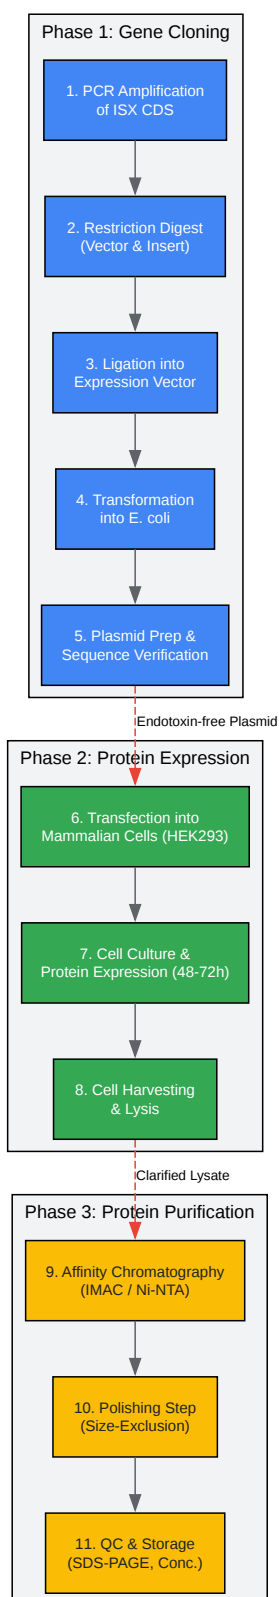 Phase 1: Gene Cloning
1. PCR Amplification
of ISX CDS
2. Restriction Digest
(Vector & Insert)
3. Ligation into
Expression Vector
4. Transformation
into E. coli
5. Plasmid Prep &
Sequence Verification
Endotoxin-free Plasmid
Phase 2: Protein Expression
6. Transfection into
Mammalian Cells (HEK293)
7. Cell Culture &
Protein Expression (48-72h)
8. Cell Harvesting
& Lysis
Clarified Lysate
Phase 3: Protein Purification
9. Affinity Chromatography
(IMAC / Ni-NTA)
10. Polishing Step
(Size-Exclusion)
11. QC & Storage
(SDS-PAGE, Conc.)